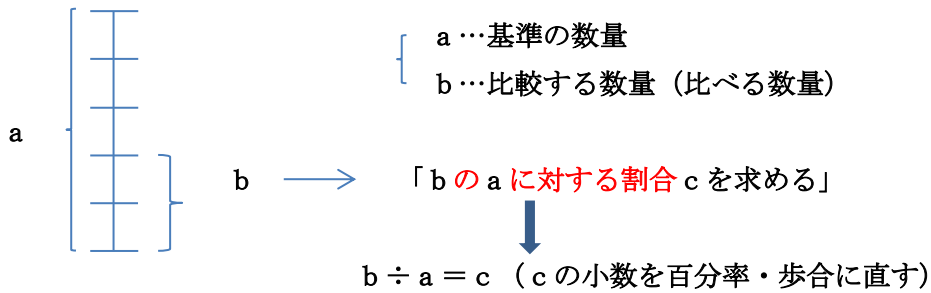 a…基準の数量
b…比較する数量（比べる数量）
a
b
「bのaに対する割合cを求める」
b÷a＝c（cの小数を百分率・歩合に直す）